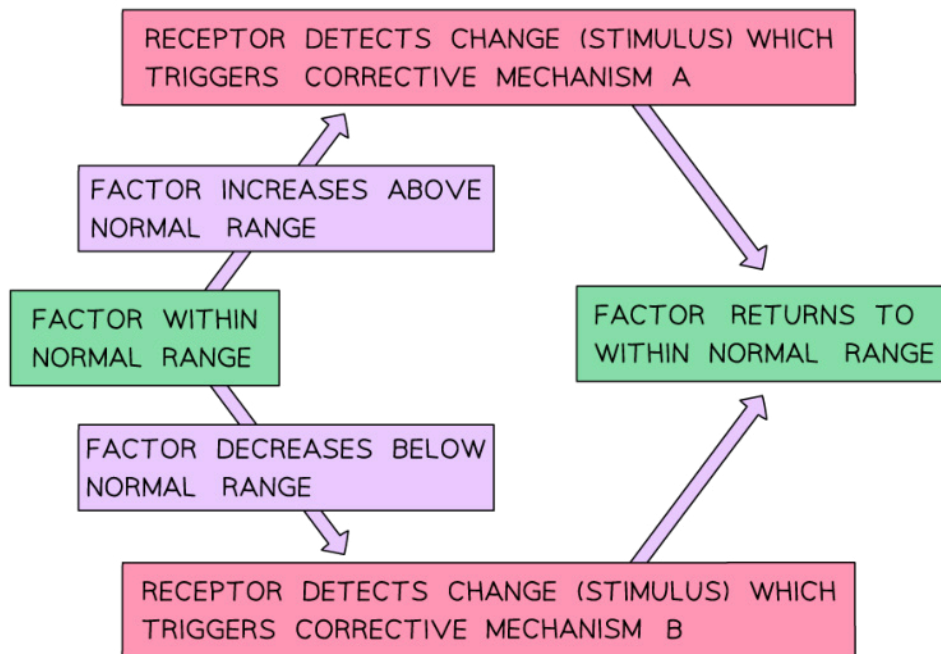 RECEPTOR DETECTS CHANGE (STIMULUS) WHICH
TRIGGERS CORRECTIVE MECHANISM A
FACTOR INCREASES ABOVE
NORMAL RANGE
FACTOR WITHIN
NORMAL RANGE
FACTOR RETURNS TO
WITHIN NORMAL RANGE
FACTOR DECREASES BELOW
NORMAL RANGE
RECEPTOR DETECTS CHANGE (STIMULUS) WHICH
TRIGGERS CORRECTIVE MECHANISM B